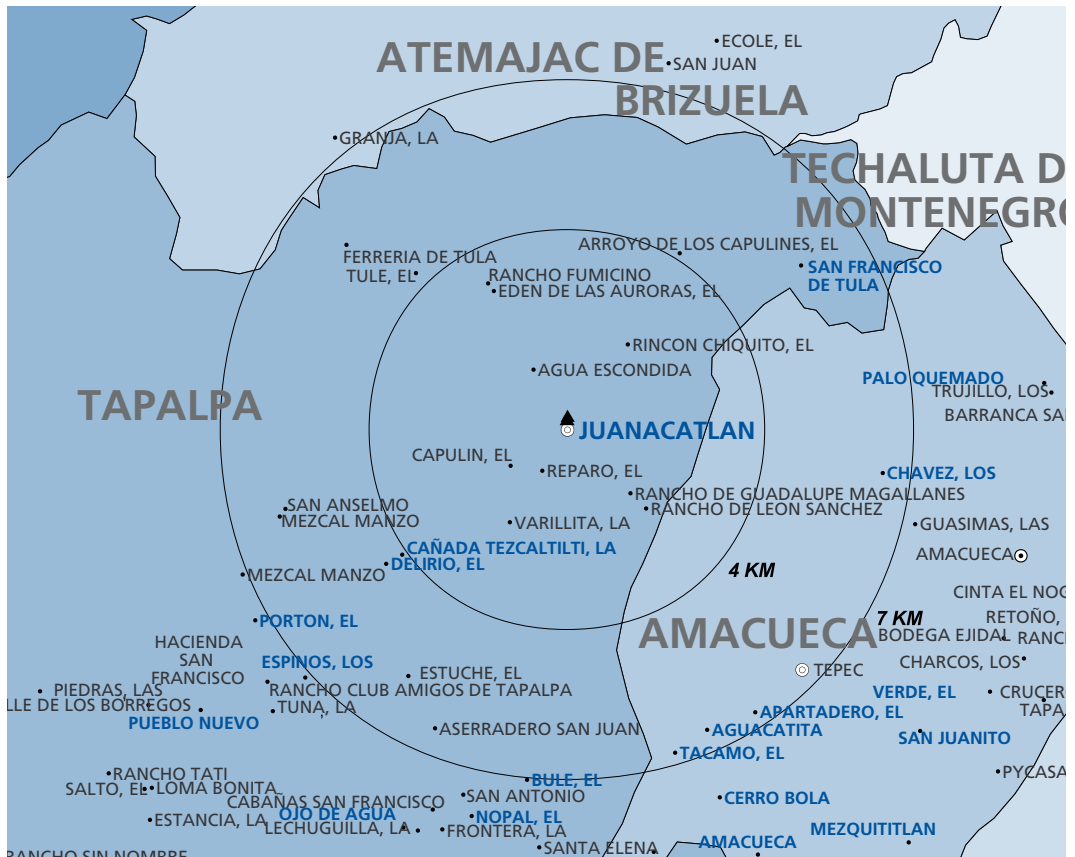 ECOLE, EL
ATEMAJAC DE
SAN JUAN
BRIZUELA
GRANJA, LA
TECHALUTA D
MONTENEGRO
ARROYO DE LOS CAPULINES, EL
FERRERIA DE TULA
SAN FRANCISCO
DE TULA
TULE, EL
RANCHO FUMICINO
EDEN DE LAS AURORAS, EL
RINCON CHIQUITO, EL
AGUA ESCONDIDA
PALO QUEMADO
TRUJILLO, LOS
TAPALPA
BARRANCA SA
JUANACATLAN
CAPULIN, EL
REPARO, EL
CHAVEZ, LOS
RANCHO DE GUADALUPE MAGALLANES
SAN ANSELMO
RANCHO DE LEON SANCHEZ
MEZCAL MANZO
VARILLITA, LA
GUASIMAS, LAS
CAÑADA TEZCALTILTI, LA
AMACUECA
DELIRIO, EL
4 KM
MEZCAL MANZO
CINTA EL NOG
PORTON, EL
7 KM
RETOÑO,
AMACUECA
BODEGA EJIDAL
RANCH
HACIENDA
SAN
FRANCISCO
ESPINOS, LOS
CHARCOS, LOS
TEPEC
ESTUCHE, EL
PIEDRAS, LAS
RANCHO CLUB AMIGOS DE TAPALPA
VERDE, EL
CRUCERO
LLE DE LOS BORREGOS
TUNA, LA
APARTADERO, EL
TAPA
PUEBLO NUEVO
ASERRADERO SAN JUAN
AGUACATITA
SAN JUANITO
TACAMO, EL
RANCHO TATI
PYCASA
BULE, EL
SALTO, EL
LOMA BONITA
SAN ANTONIO
CERRO BOLA
CABAÑAS SAN FRANCISCO
OJO DE AGUA
NOPAL, EL
ESTANCIA, LA
LECHUGUILLA, LA
FRONTERA, LA
MEZQUITITLAN
SANTA ELENA
AMACUECA
RANCHO SIN NOMBRE